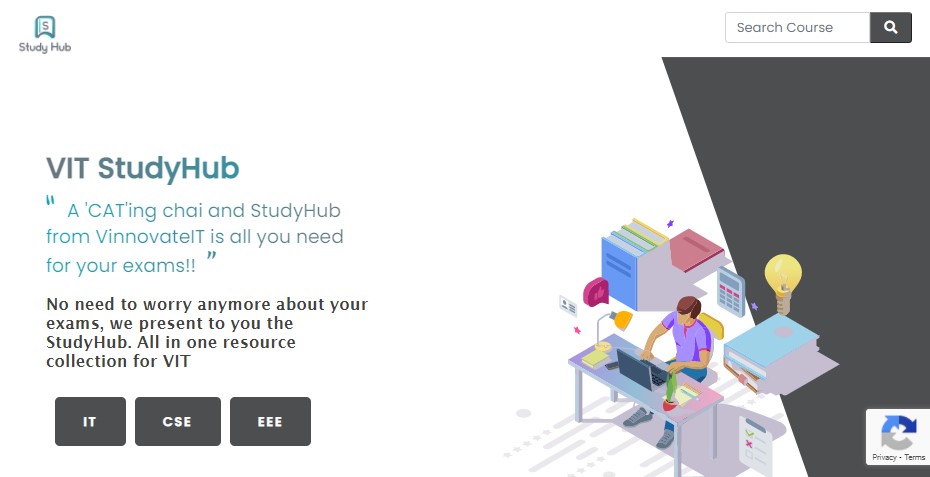 S
Study Hub
Search Course
VIT StudyHub
" A 'CAT'ing chai and StudyHub
from VinnovateIT is all you need
for your exams!! "
No need to worry anymore about your
exams, we present to you the
StudyHub. All in one resource
collection for VIT
IT CSE EEE
Privacy - Terms